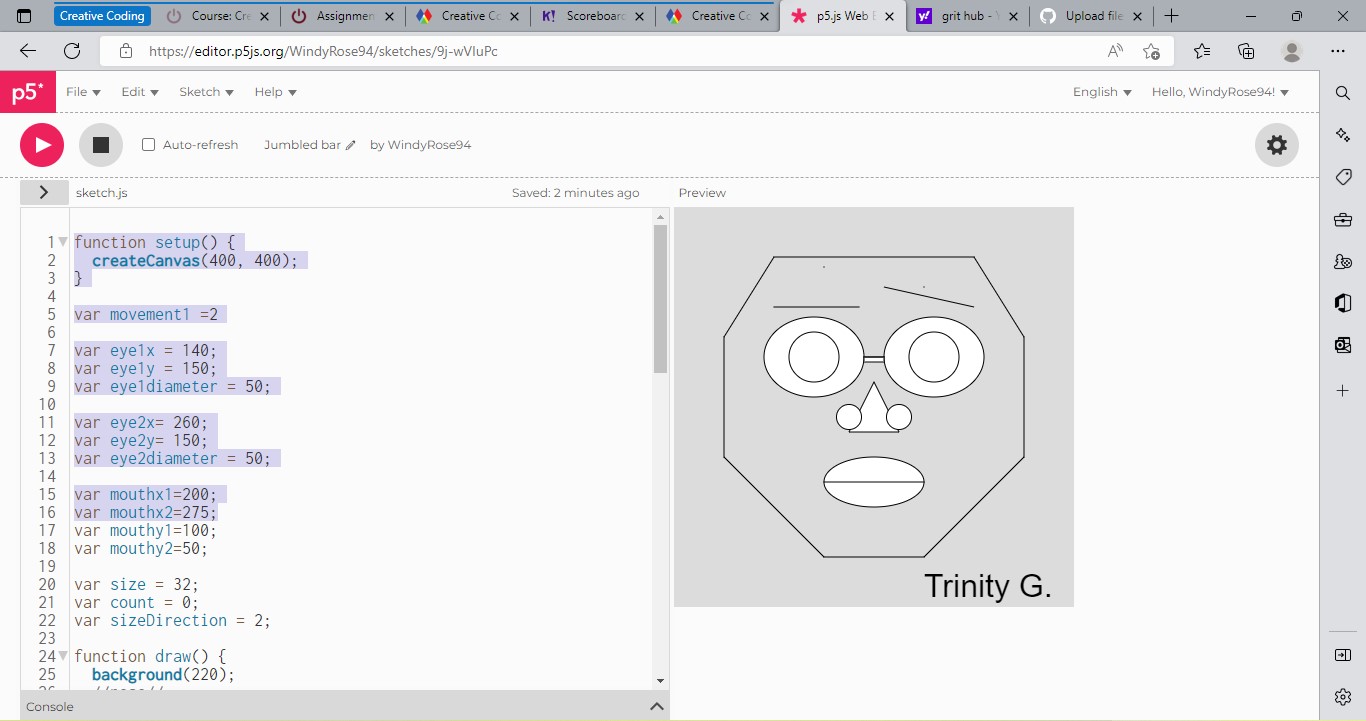 Creative Coding
Course: Cre
Assignmen
Creative Co
K! Scoreboard
Creative Co
p5.js Web E
y! grit hub - Y
Upload file
https://editor.p5js.org/WindyRose94/sketches/9j-wVIuPc
p5*
File
Edit
Sketch
Help
English
Hello, WindyRose94!
Auto-refresh
Jumbled bar
by WindyRose94
sketch.js
Saved: 2 minutes ago
Preview
1 function setup() {
2 createCanvas(400, 400);
3 }
4
5 var movement1 =2
6
7 var eye1x = 140;
8 var eye1y = 150;
9 var eye1diameter = 50;
10
11 var eye2x= 260;
12 var eye2y= 150;
13 var eye2diameter = 50;
14
15 var mouthx1=200;
16 var mouthx2=275;
17 var mouthy1=100;
18 var mouthy2=50;
19
20 var size = 32;
21 var count = 0;
22 var sizeDirection = 2;
23
24 function draw() {
25 background(220);
Trinity G.
Console